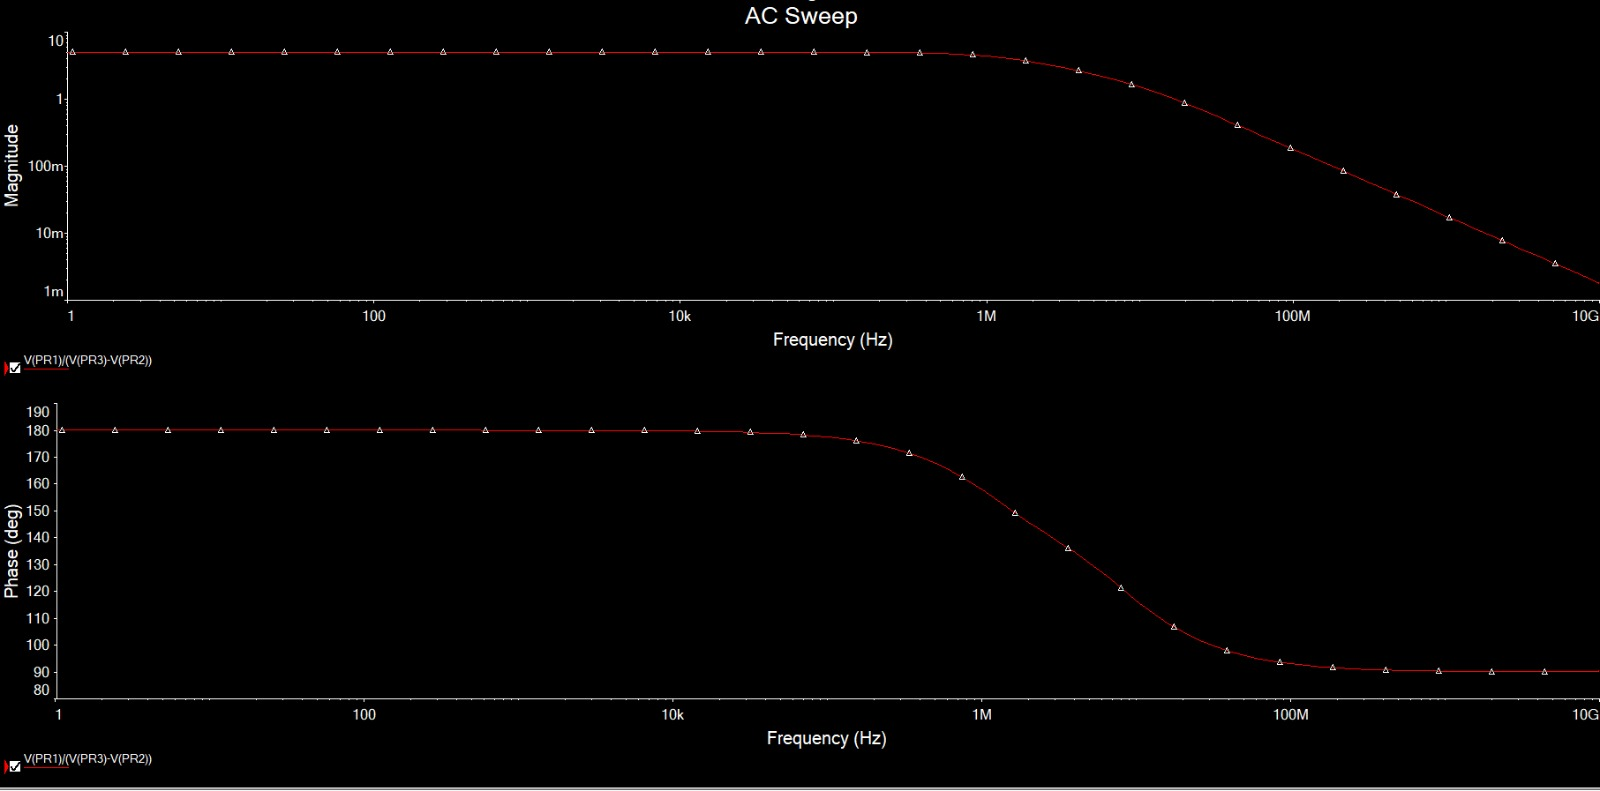 AC Sweep
10
1
100m
10m
1m
Magnitude
1 100 10k 1M 100M 10G
Frequency (Hz)
V(PR1)/(V(PR3)-V(PR2))
190
180
170
160
150
140
130
120
110
100
90
80
Phase (deg)
1 100 10k 1M 100M 10G
Frequency (Hz)
V(PR1)/(V(PR3)-V(PR2))